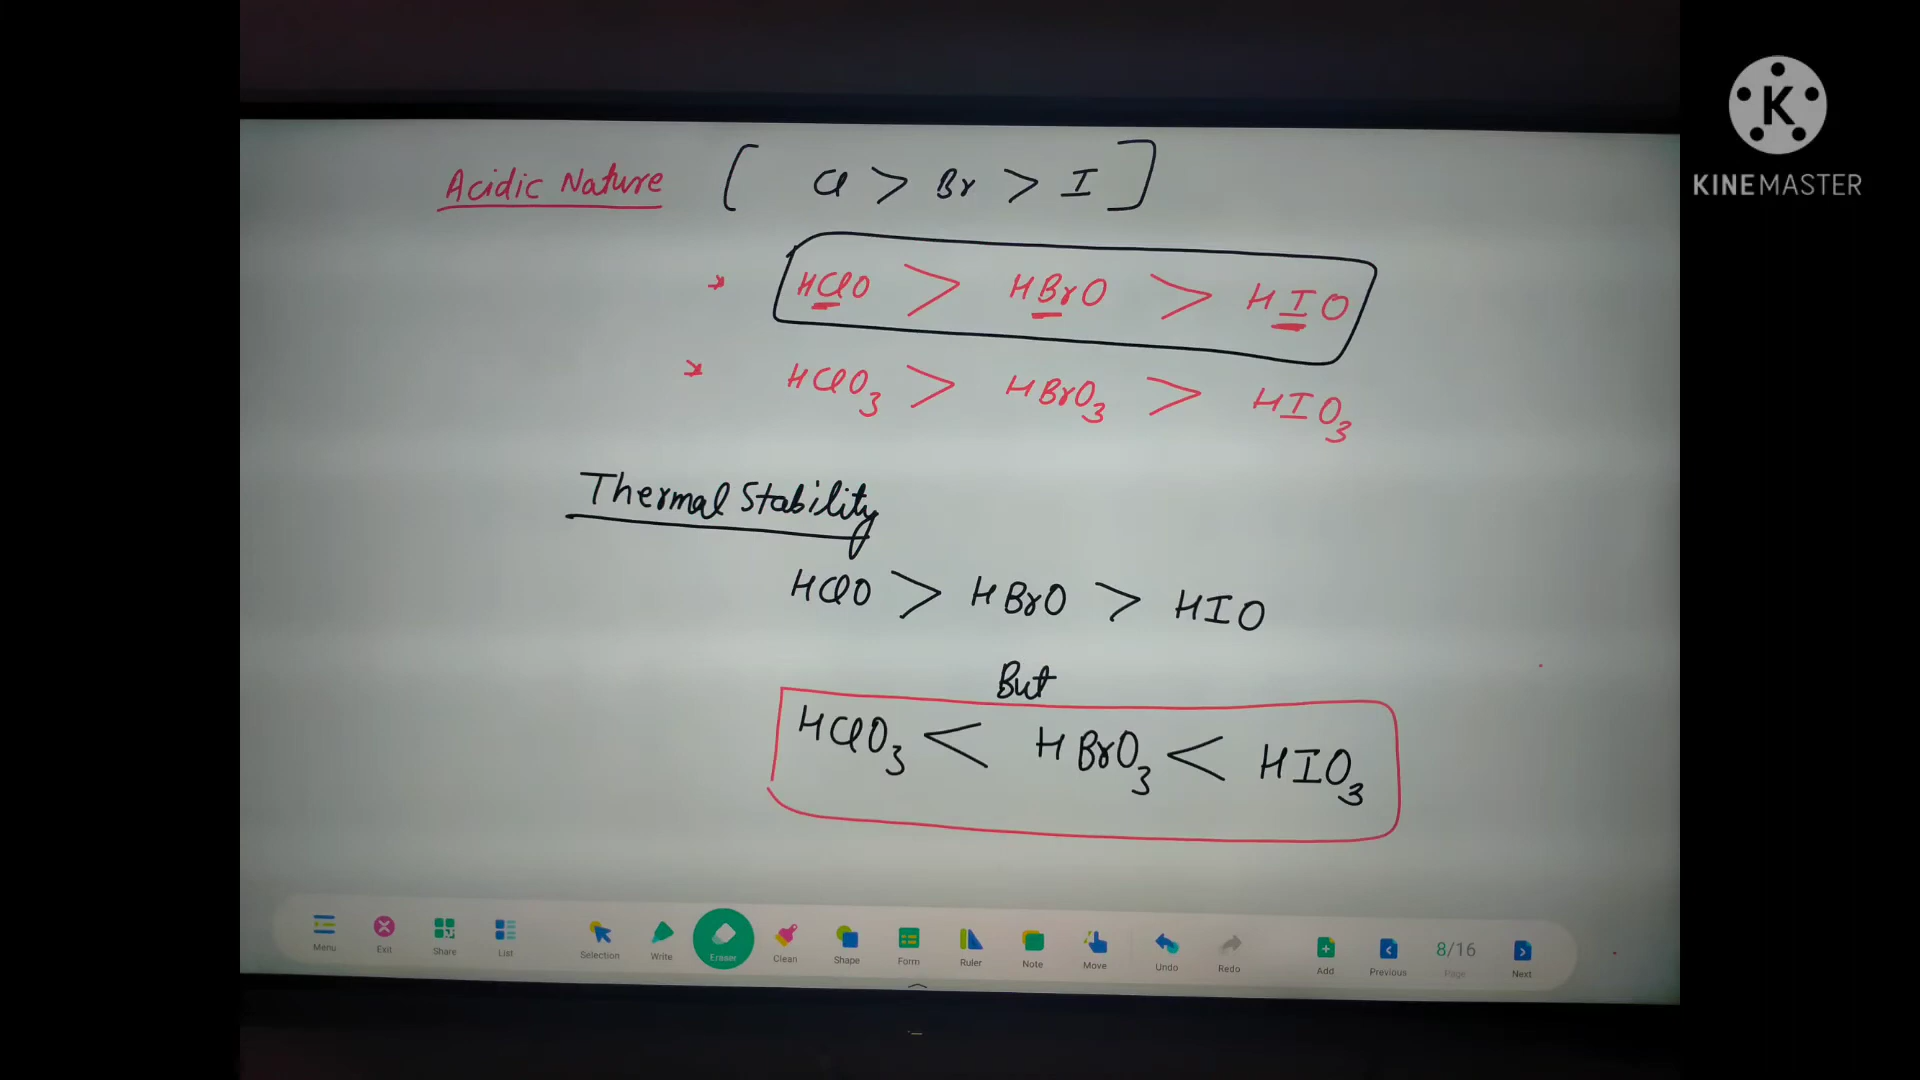 Acidic Nature [ Cl > Br > I ]
HClO > HBrO > HIO
HClO₃ > HBrO₃ > HIO₃
Thermal Stability
HClO > HBrO > HIO
But
HClO₃ < HBrO₃ < HIO₃
Menu Exit Share List Selection Write Eraser Clean Shape Form Ruler Note Move Undo Redo Add Previous 8/16 Page Next
K
KINEMASTER